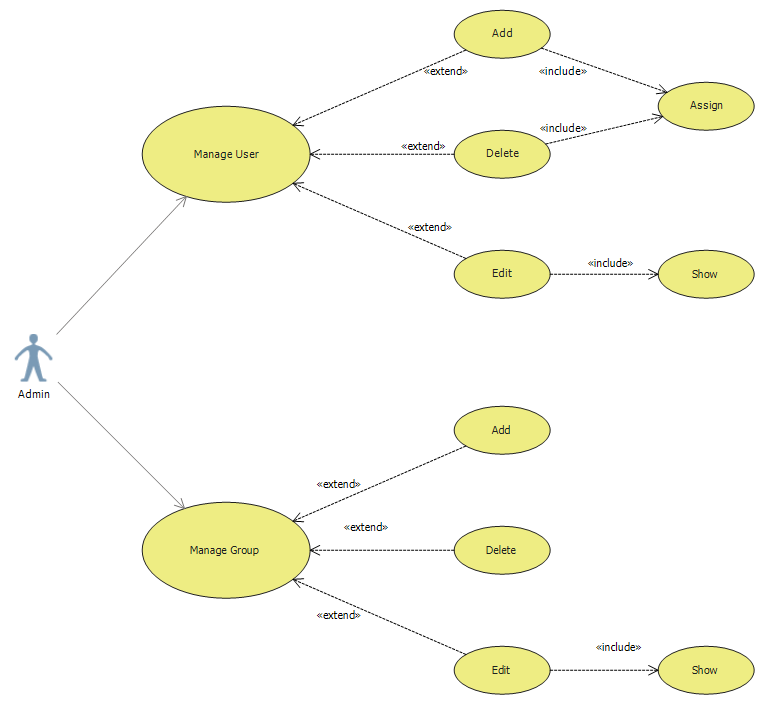 Add
«extend»
«include»
Assign
Manage User
«extend»
Delete
«include»
«extend»
Edit
«include»
Show
Admin
Add
«extend»
«extend»
Manage Group
Delete
«extend»
Edit
«include»
Show